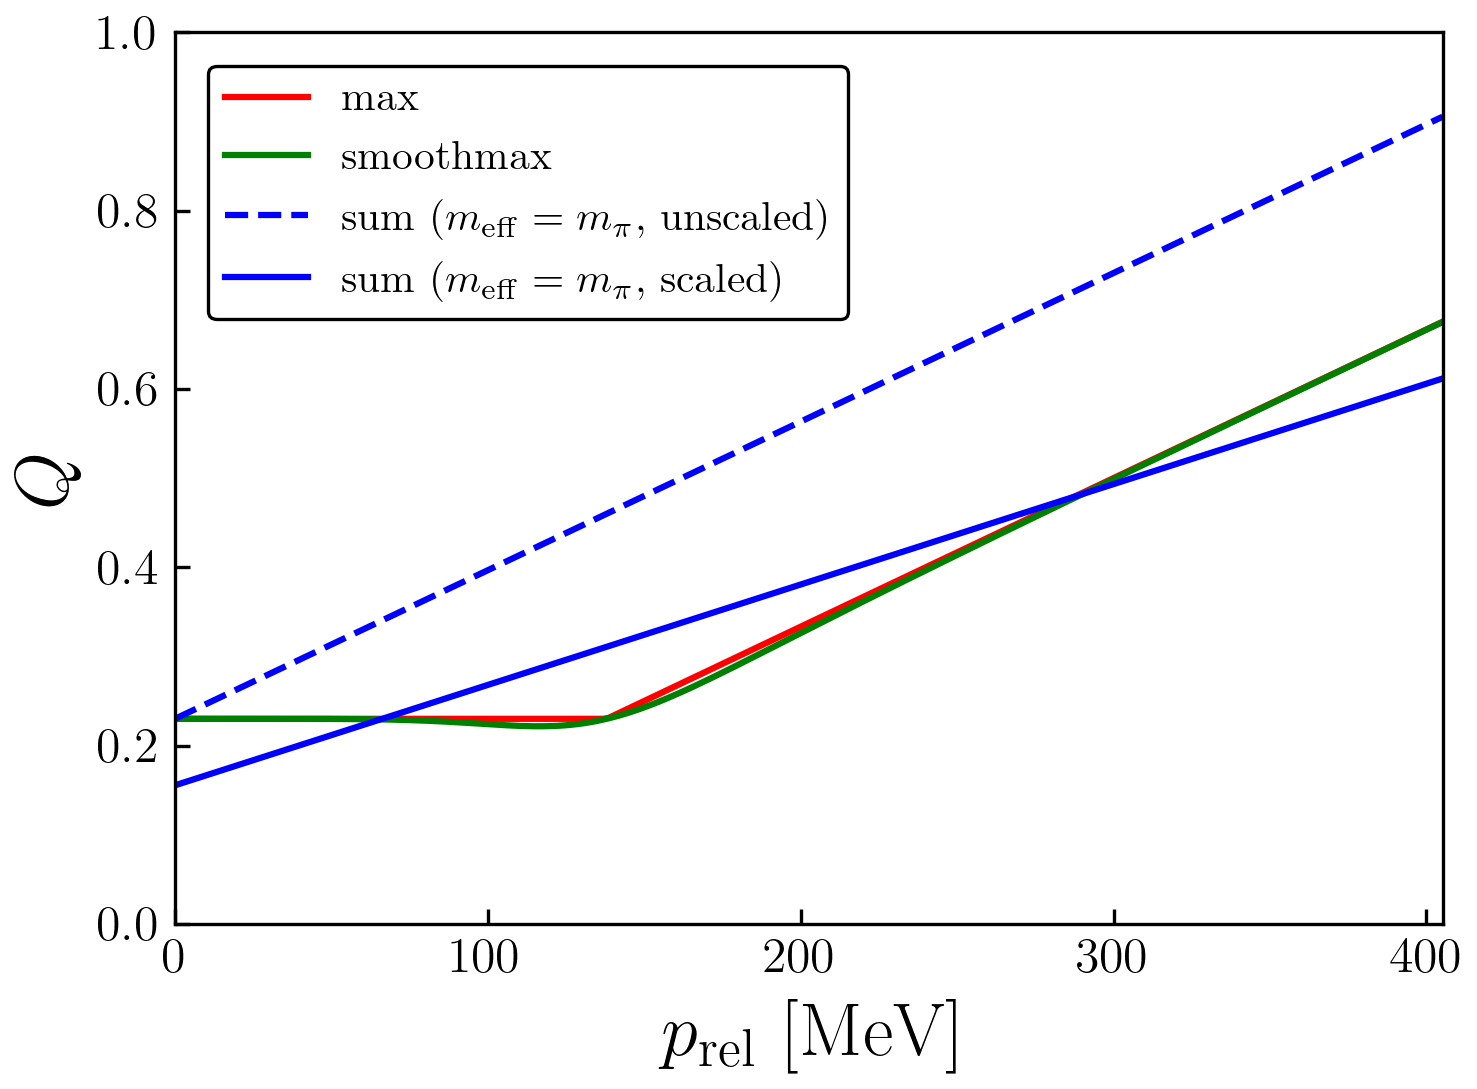 1.0
0.8
0.6
0.4
0.2
0.0
Q
max
smoothmax
sum (m_eff = m_π, unscaled)
sum (m_eff = m_π, scaled)
0 100 200 300 400
p_rel [MeV]